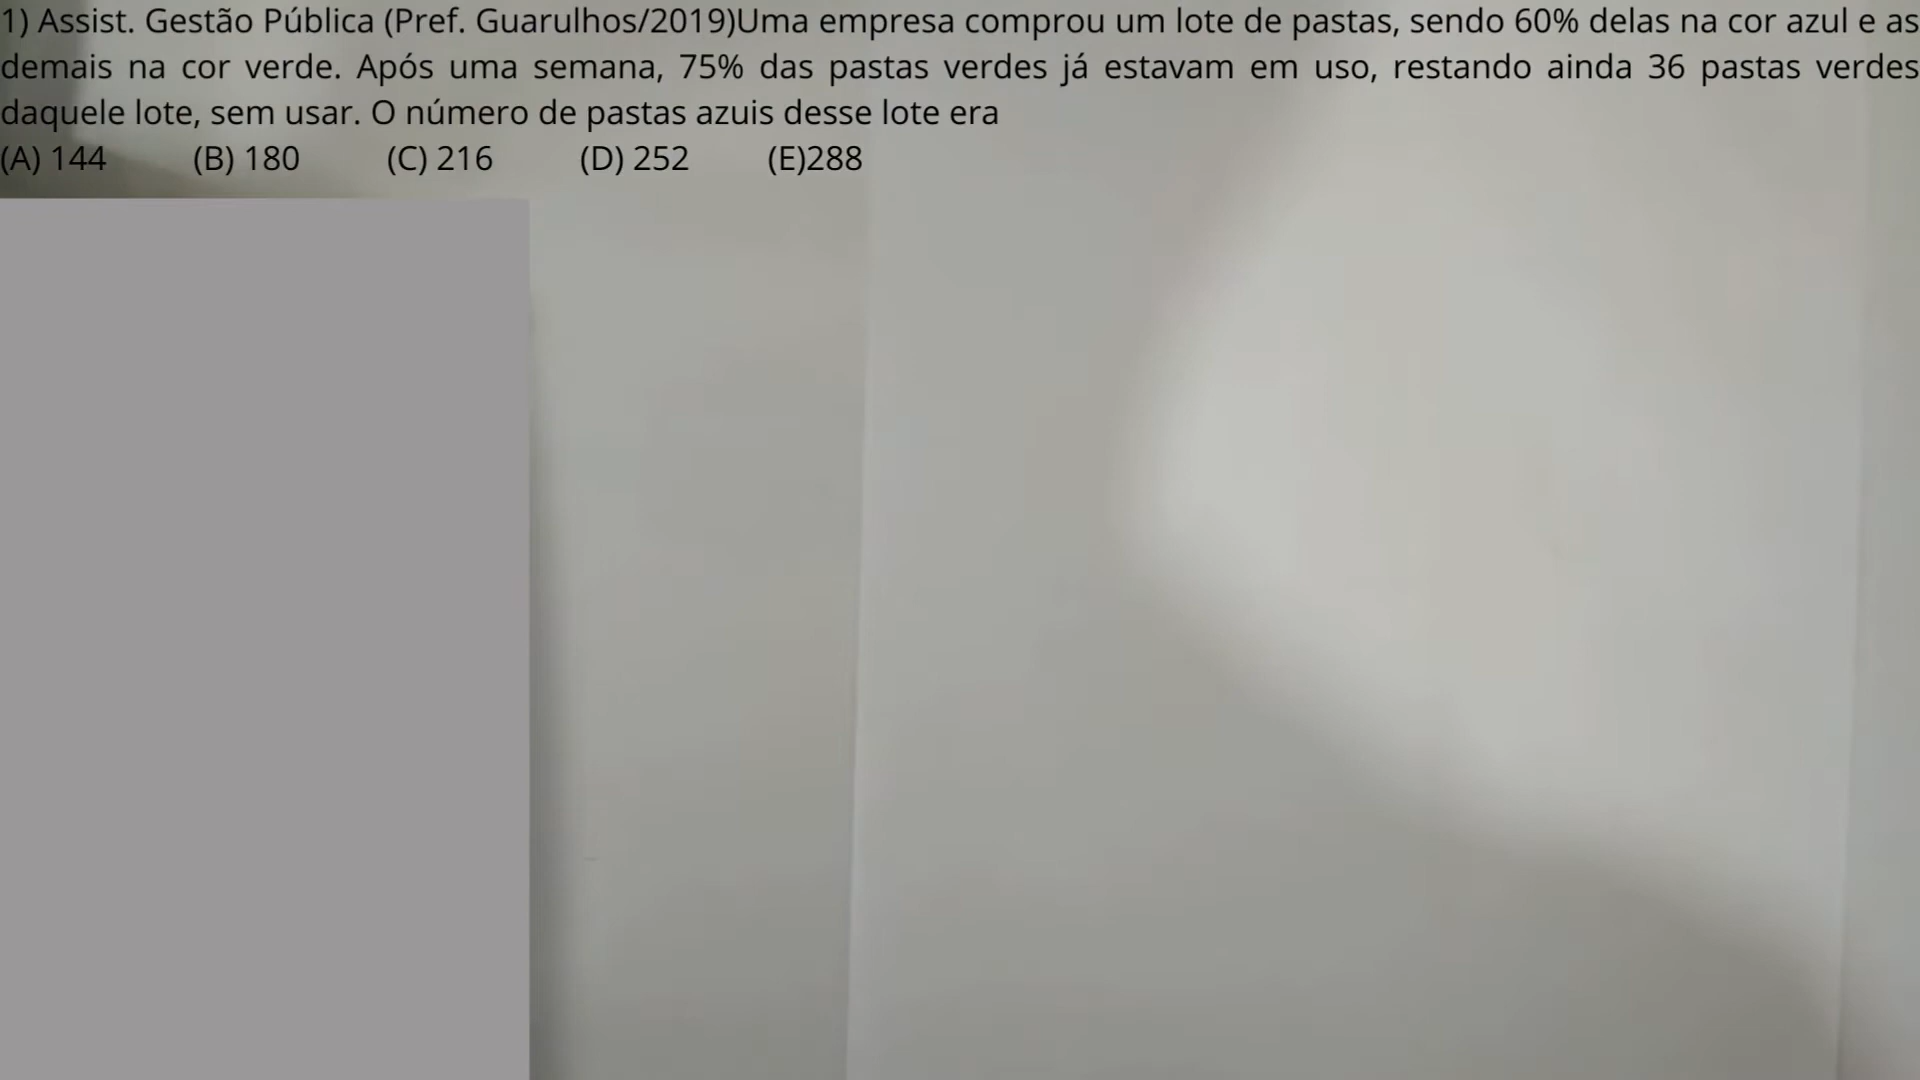 1) Assist. Gestão Pública (Pref. Guarulhos/2019)Uma empresa comprou um lote de pastas, sendo 60% delas na cor azul e as
demais na cor verde. Após uma semana, 75% das pastas verdes já estavam em uso, restando ainda 36 pastas verdes
daquele lote, sem usar. O número de pastas azuis desse lote era
(A) 144 (B) 180 (C) 216 (D) 252 (E)288